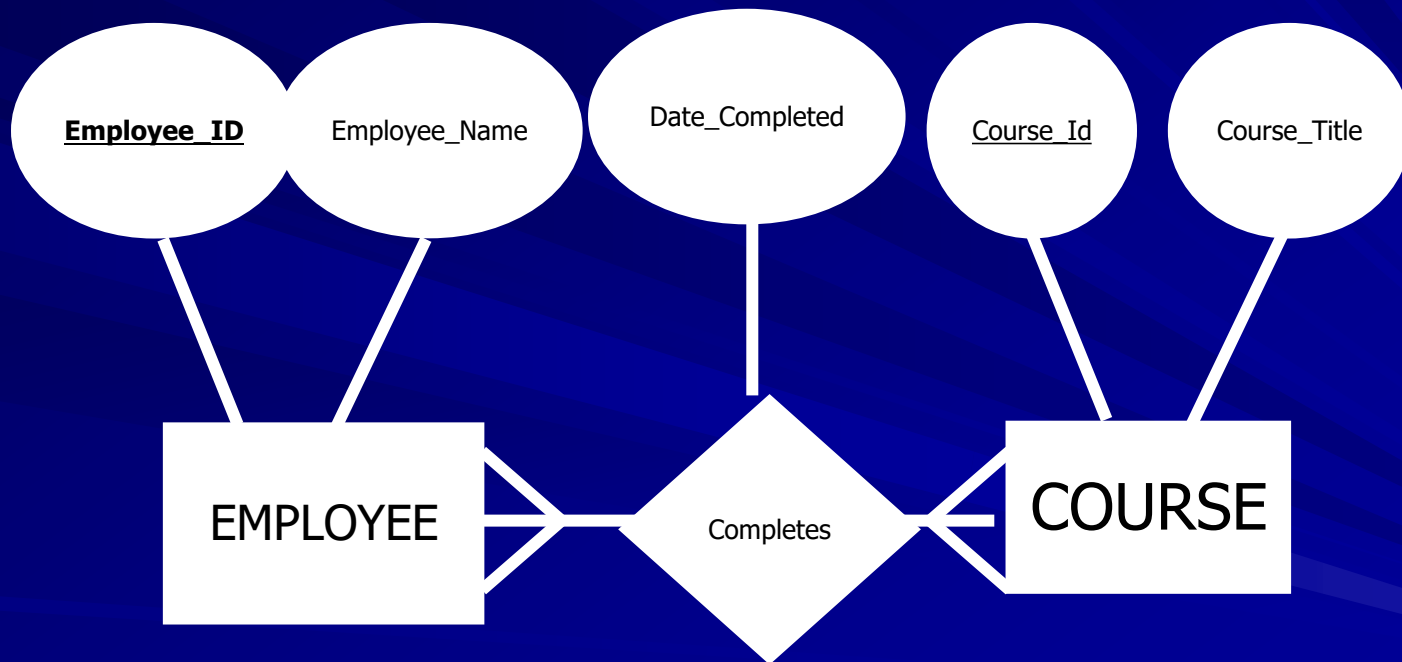 Employee_ID
Employee_Name
Date_Completed
Course_Id
Course_Title
EMPLOYEE
Completes
COURSE